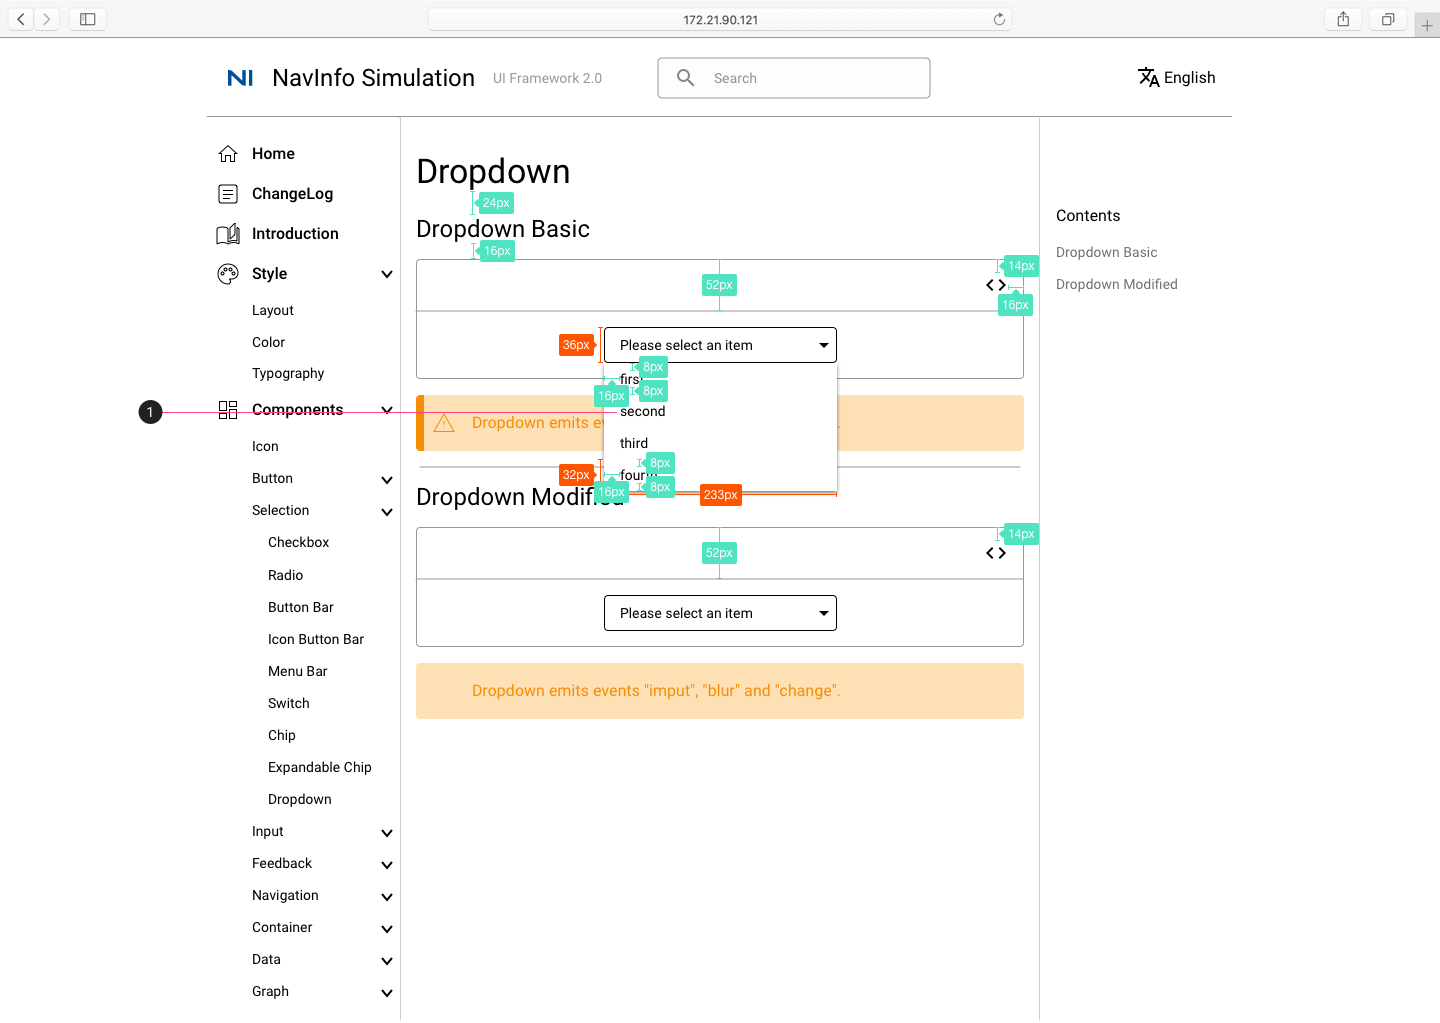 172.21.90.121
NI NavInfo Simulation UI Framework 2.0
Search
English
Home
ChangeLog
Introduction
Style
Layout
Color
Typography
1
Components
Icon
Button
Selection
Checkbox
Radio
Button Bar
Icon Button Bar
Menu Bar
Switch
Chip
Expandable Chip
Dropdown
Input
Feedback
Navigation
Container
Data
Graph
Dropdown
24px
Dropdown Basic
16px
14px
52px
16px
36px
Please select an item
8px
first
8px
16px
second
Dropdown emits
third
8px
32px
fourth
8px
16px
233px
Dropdown Modified
14px
52px
Please select an item
Dropdown emits events "imput", "blur" and "change".
Contents
Dropdown Basic
Dropdown Modified